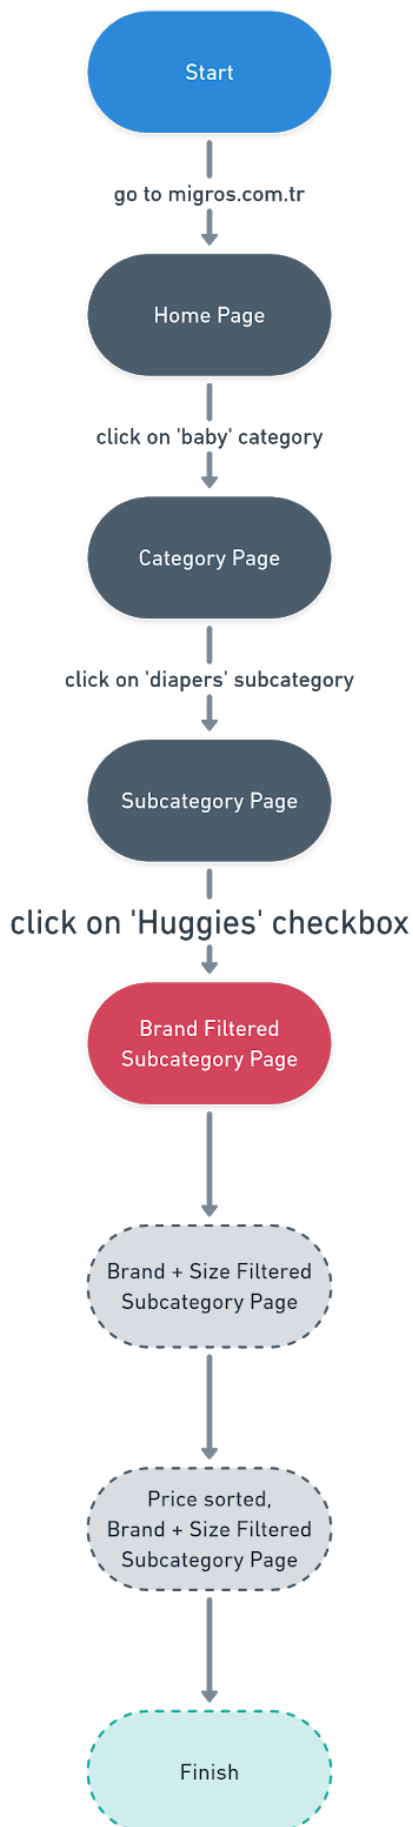 Start
go to migros.com.tr
Home Page
click on 'baby' category
Category Page
click on 'diapers' subcategory
Subcategory Page
click on 'Huggies' checkbox
Brand Filtered
Subcategory Page
Brand + Size Filtered
Subcategory Page
Price sorted,
Brand + Size Filtered
Subcategory Page
Finish